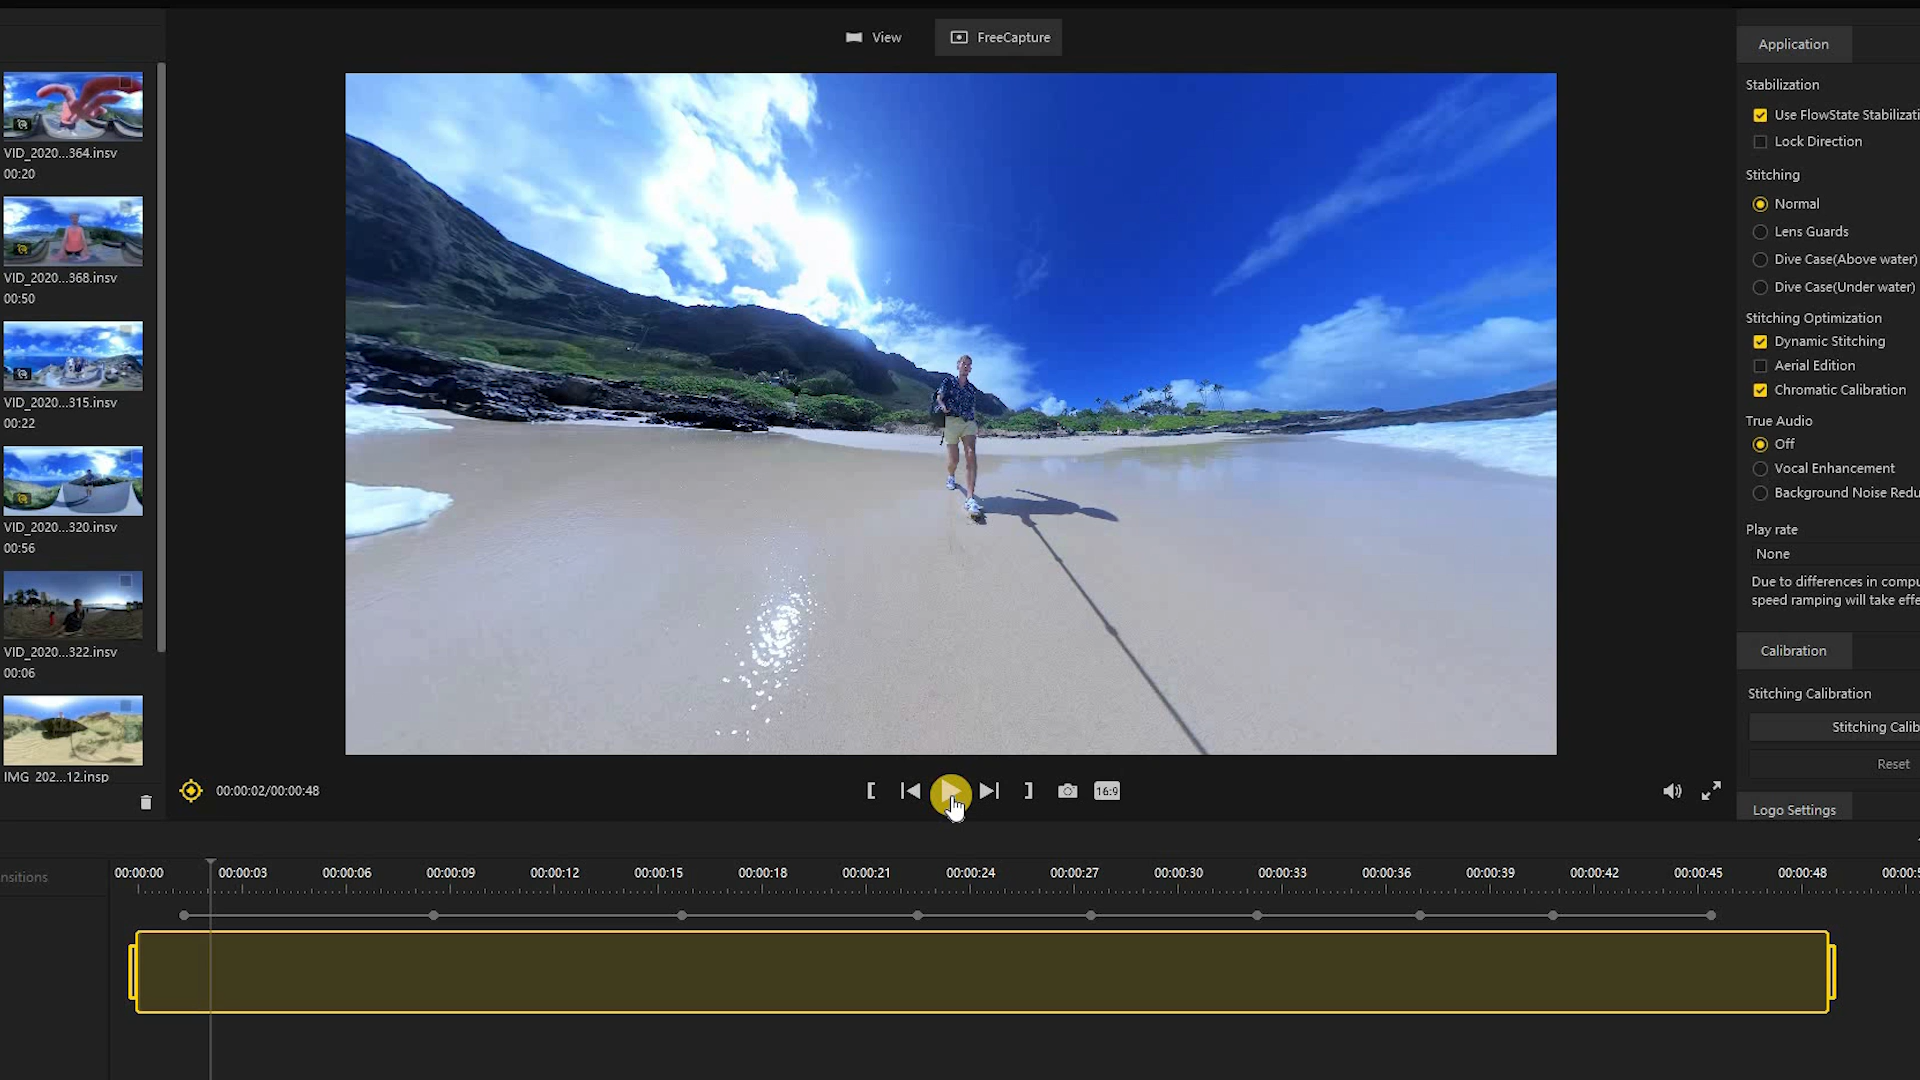 View
FreeCapture
VID_2020...364.insv
00:20
VID_2020...368.insv
00:50
VID_2020...315.insv
00:22
VID_2020...320.insv
00:56
VID_2020...322.insv
00:06
IMG_202...12.insp
Application
Stabilization
Use FlowState Stabilizati
Lock Direction
Stitching
Normal
Lens Guards
Dive Case(Above water)
Dive Case(Under water)
Stitching Optimization
Dynamic Stitching
Aerial Edition
Chromatic Calibration
True Audio
Off
Vocal Enhancement
Background Noise Redu
Play rate
None
Due to differences in compu
speed ramping will take effe
Calibration
Stitching Calibration
Stitching Calib
Reset
Logo Settings
00:00:02/00:00:48
16:9
nsitions
00:00:00 00:00:03 00:00:06 00:00:09 00:00:12 00:00:15 00:00:18 00:00:21 00:00:24 00:00:27 00:00:30 00:00:33 00:00:36 00:00:39 00:00:42 00:00:45 00:00:48 00:00:5